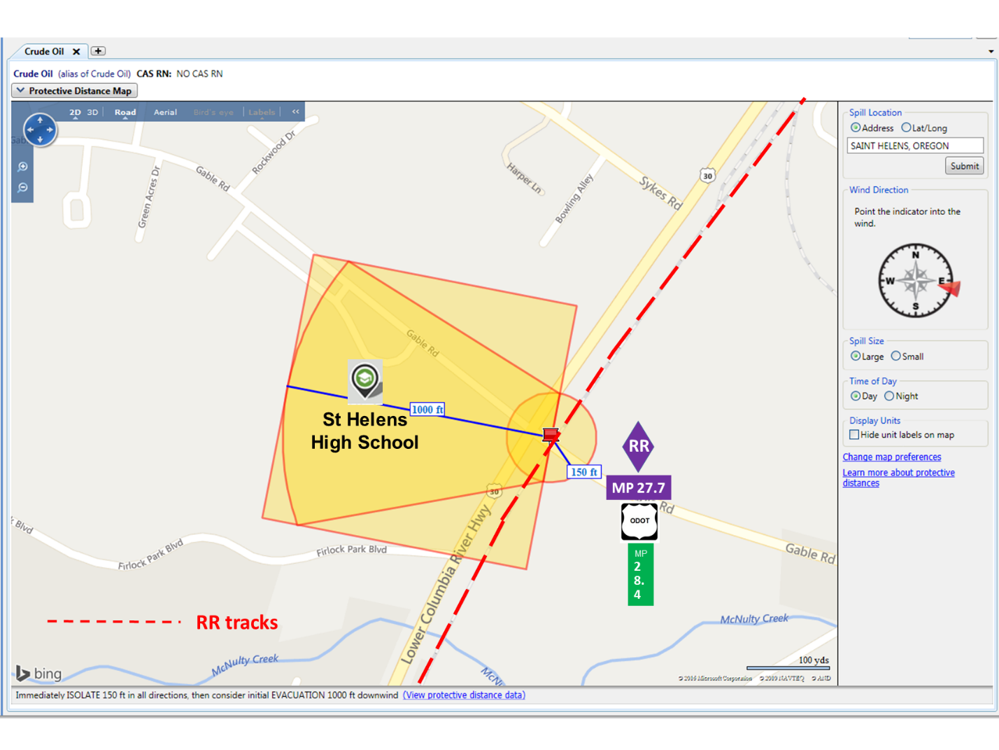 Crude Oil
Crude Oil (alias of Crude Oil) CAS RN: NO CAS RN
Protective Distance Map
2D 3D Road Aerial Bird's eye Labels <<
Gable Rd
Rockwood Dr
Green Acres Dr
Harper Ln
Bowling Alley
Sykes Rd
30
Gable Rd
1000 ft
St Helens
High School
150 ft
30
RR
MP 27.7
Rd
ODOT
MP
2
8.
4
Gable Rd
Blvd
Firlock Park Blvd
Firlock Park Blvd
Lower Columbia River Hwy
RR tracks
McNulty Creek
McNulty Creek
McN
bing
100 yds
© 2016 Microsoft Corporation © 2010 NAVTEQ © AND
Spill Location
Address Lat/Long
SAINT HELENS, OREGON
Submit
Wind Direction
Point the indicator into the
wind.
N
W E
S
Spill Size
Large Small
Time of Day
Day Night
Display Units
Hide unit labels on map
Change map preferences
Learn more about protective
distances
Immediately ISOLATE 150 ft in all directions, then consider initial EVACUATION 1000 ft downwind (View protective distance data)